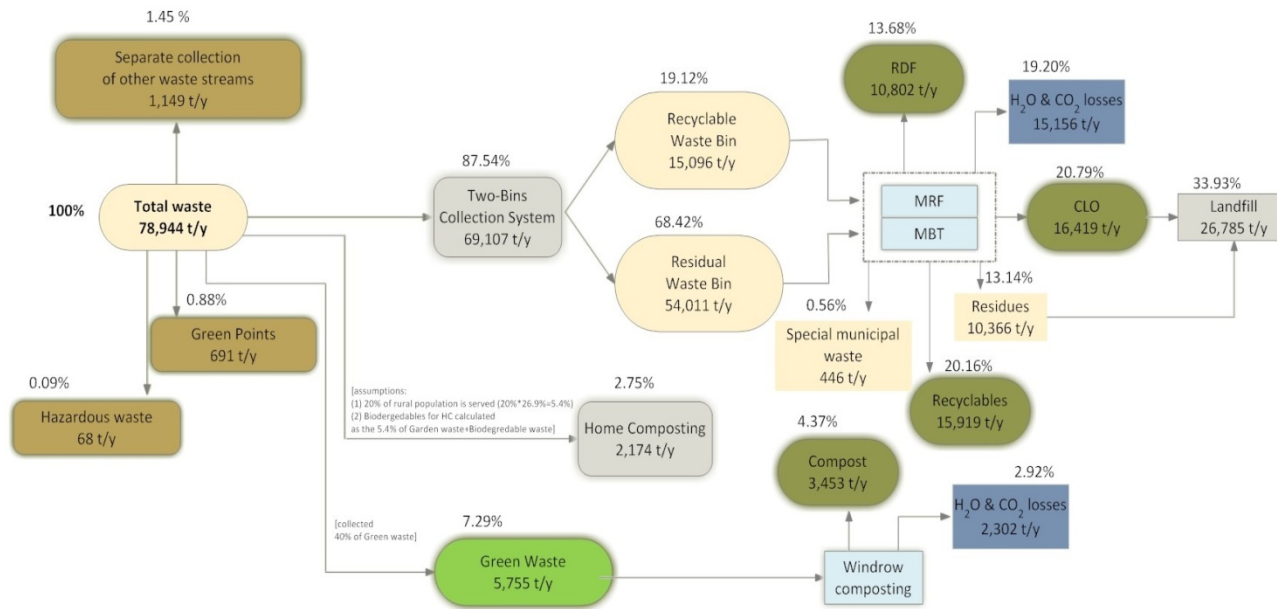 1.45 %
Separate collection
of other waste streams
1,149 t/y
100%
Total waste
78,944 t/y
0.88%
Green Points
691 t/y
0.09%
Hazardous waste
68 t/y
87.54%
Two-Bins
Collection System
69,107 t/y
19.12%
Recyclable
Waste Bin
15,096 t/y
68.42%
Residual
Waste Bin
54,011 t/y
13.68%
RDF
10,802 t/y
19.20%
H₂O & CO₂ losses
15,156 t/y
MRF
MBT
20.79%
CLO
16,419 t/y
33.93%
Landfill
26,785 t/y
13.14%
Residues
10,366 t/y
0.56%
Special municipal
waste
446 t/y
20.16%
Recyclables
15,919 t/y
[assumptions:
(1) 20% of rural population is served (20%*26.9%=5.4%)
(2) Biodergedables for HC calculated
as the 5.4% of Garden waste+Biodegredable waste]
2.75%
Home Composting
2,174 t/y
[collected
40% of Green waste]
7.29%
Green Waste
5,755 t/y
4.37%
Compost
3,453 t/y
2.92%
H₂O & CO₂ losses
2,302 t/y
Windrow
composting